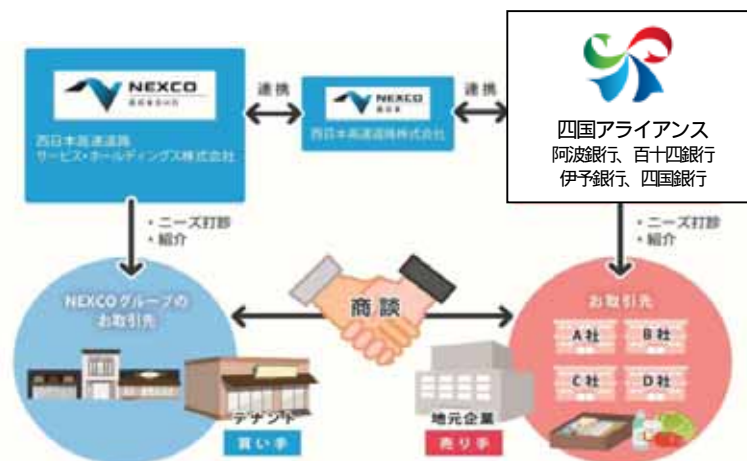 NEXCO
西日本高速道路
サービス・ホールディングス株式会社
連携
NEXCO
西日本
西日本高速道路株式会社
連携
四国アライアンス
阿波銀行、百十四銀行
伊予銀行、四国銀行
・ニーズ打診
・紹介
・ニーズ打診
・紹介
NEXCOグループの
お取引先
商談
お取引先
A社
B社
C社
D社
テナント
買い手
地元企業
売り手